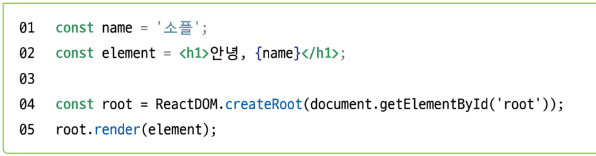 01 const name = '소플';
02 const element = <h1>안녕, {name}</h1>;
03
04 const root = ReactDOM.createRoot(document.getElementById('root'));
05 root.render(element);